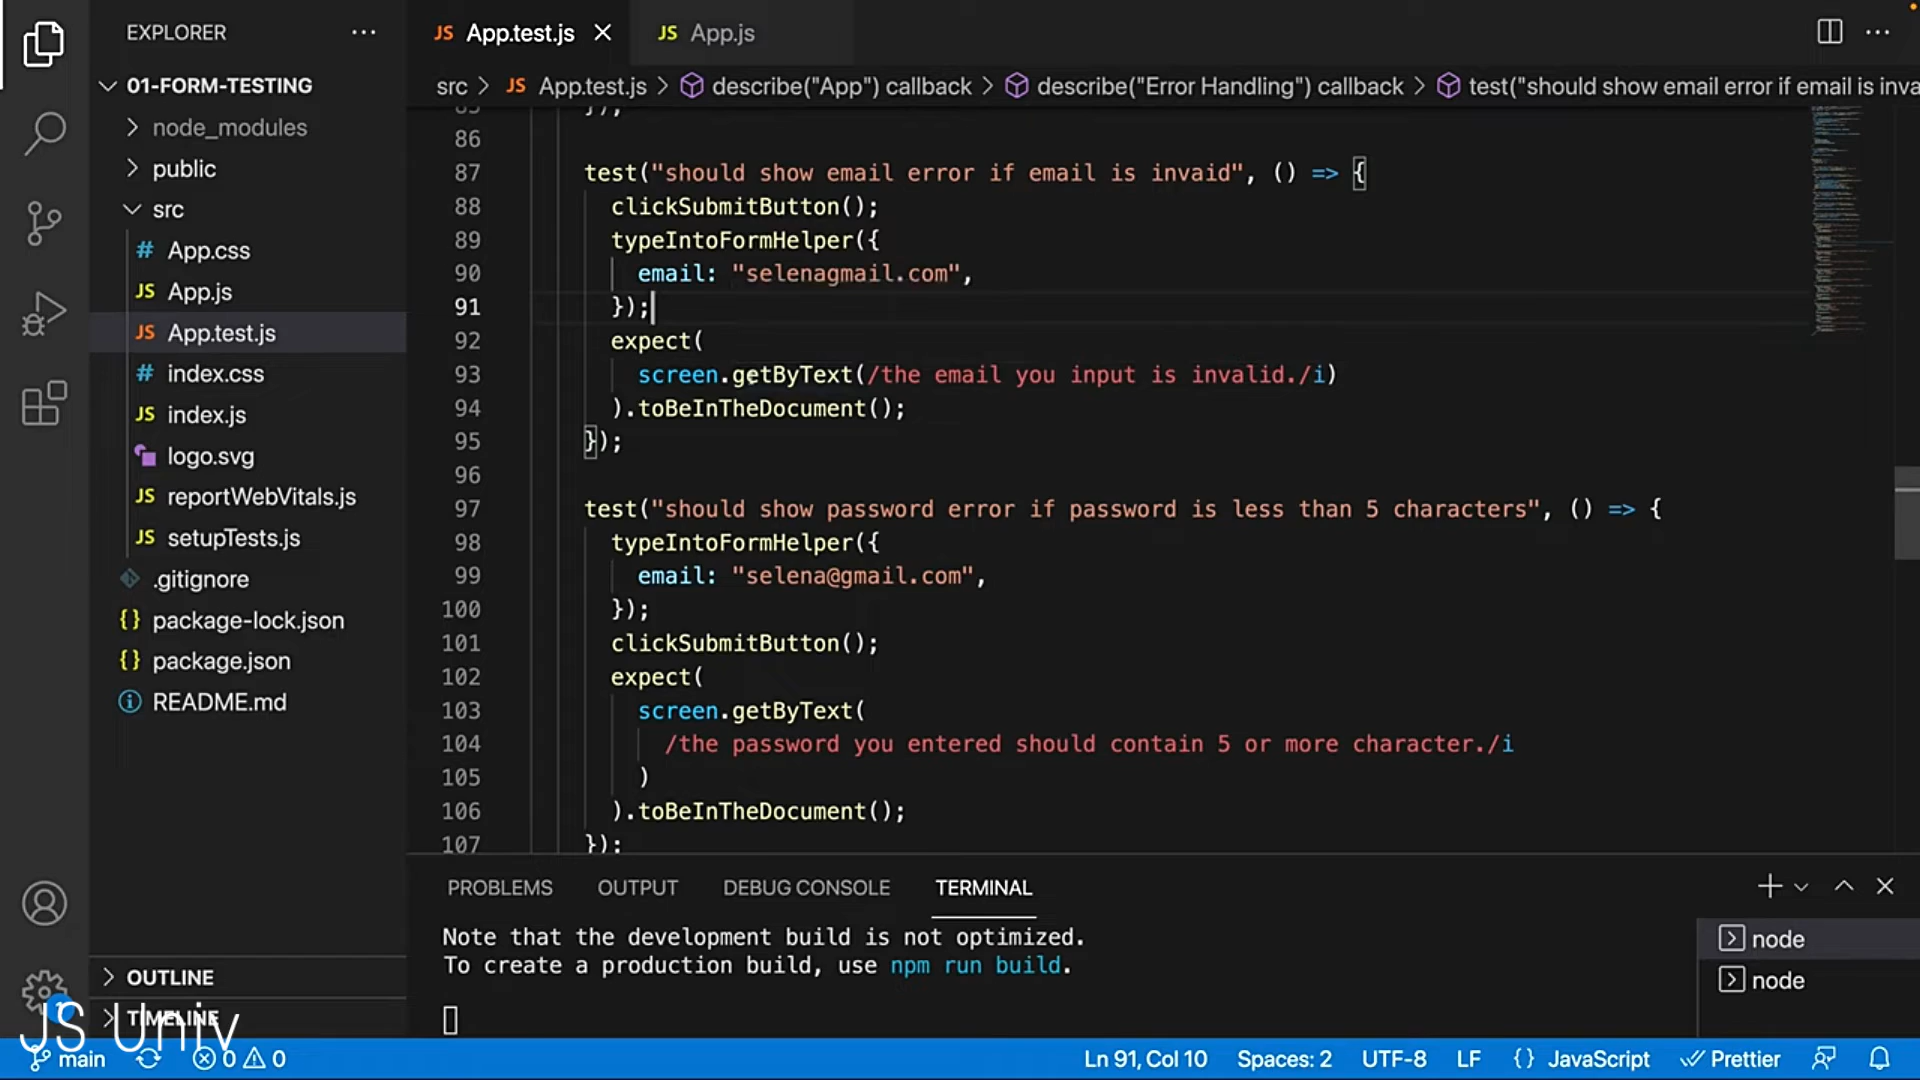 EXPLORER
JS App.test.js
JS App.js
01-FORM-TESTING
src > JS App.test.js > describe("App") callback > describe("Error Handling") callback > test("should show email error if email is inva
node_modules
public
src
# App.css
JS App.js
JS App.test.js
# index.css
JS index.js
logo.svg
JS reportWebVitals.js
JS setupTests.js
.gitignore
{} package-lock.json
{} package.json
README.md
OUTLINE
TIMELINE
JS Univ
85 });
86
87 test("should show email error if email is invaid", () => {
88 clickSubmitButton();
89 typeIntoFormHelper({
90 email: "selenagmail.com",
91 });
92 expect(
93 screen.getByText(/the email you input is invalid./i)
94 ).toBeInTheDocument();
95 });
96
97 test("should show password error if password is less than 5 characters", () => {
98 typeIntoFormHelper({
99 email: "selena@gmail.com",
100 });
101 clickSubmitButton();
102 expect(
103 screen.getByText(
104 /the password you entered should contain 5 or more character./i
105 )
106 ).toBeInTheDocument();
107 });
PROBLEMS OUTPUT DEBUG CONSOLE TERMINAL
Note that the development build is not optimized.
To create a production build, use npm run build.
node
node
main 0 0 Ln 91, Col 10 Spaces: 2 UTF-8 LF {} JavaScript Prettier